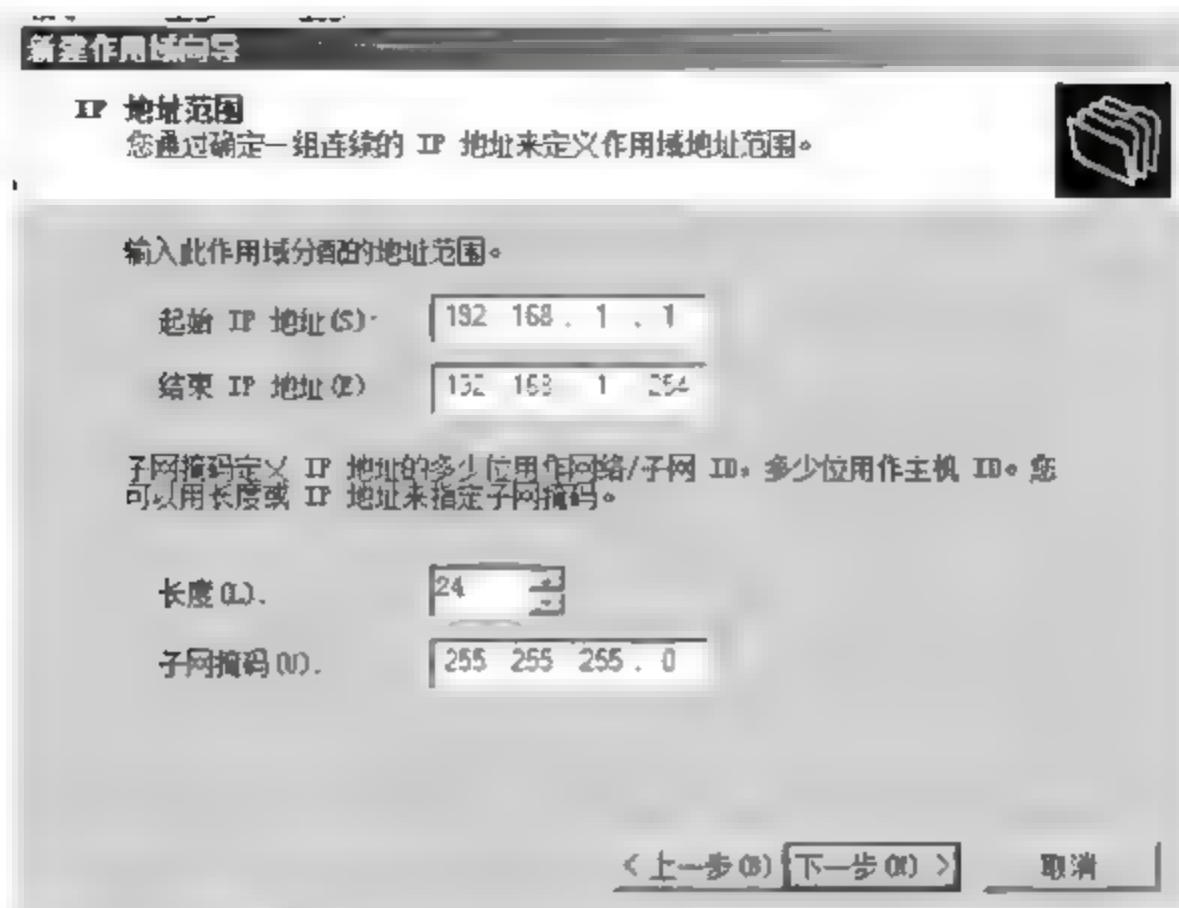 新建作用域向导
IP 地址范围
您通过确定一组连续的 IP 地址来定义作用域地址范围。
输入此作用域分配的地址范围。
起始 IP 地址(S):
192 168 . 1 . 1
结束 IP 地址(E)
192 168 1 254
子网掩码定义 IP 地址的多少位用作网络/子网 ID，多少位用作主机 ID。您
可以用长度或 IP 地址来指定子网掩码。
长度(L).
24
子网掩码(U).
255 255 255 . 0
< 上一步(B)
下一步(N) >
取消